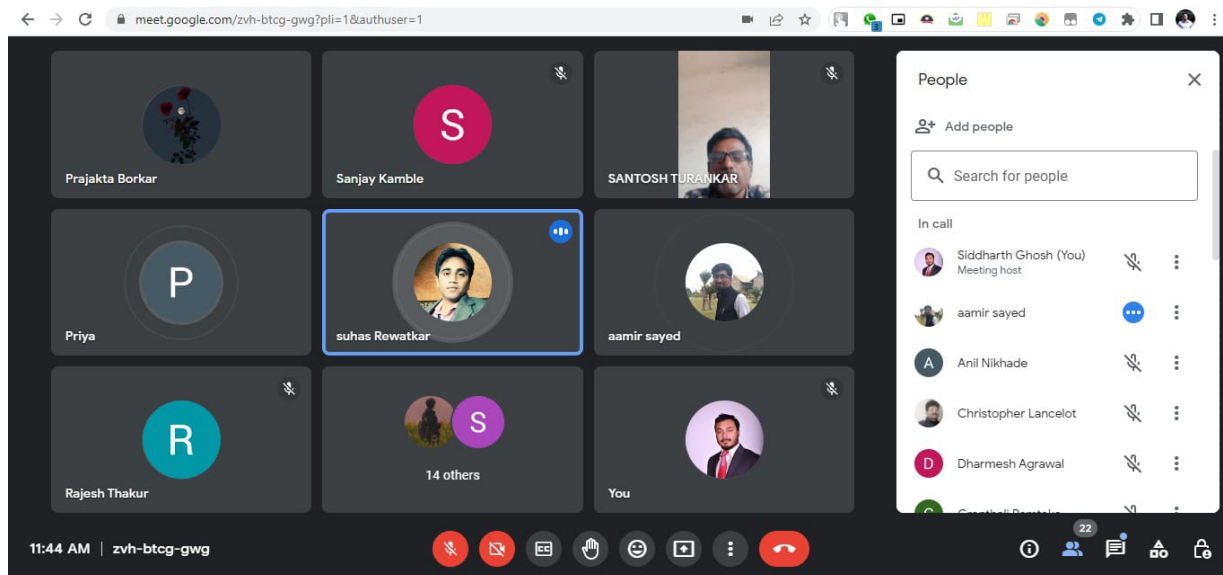 meet.google.com/zvh-btcg-gwg?pli=1&authuser=1
Prajakta Borkar
S
Sanjay Kamble
SANTOSH TURANKAR
P
Priya
suhas Rewatkar
aamir sayed
R
Rajesh Thakur
S
14 others
You
People
Add people
Search for people
In call
Siddharth Ghosh (You)
Meeting host
aamir sayed
A
Anil Nikhade
Christopher Lancelot
D
Dharmesh Agrawal
11:44 AM | zvh-btcg-gwg
CC
22